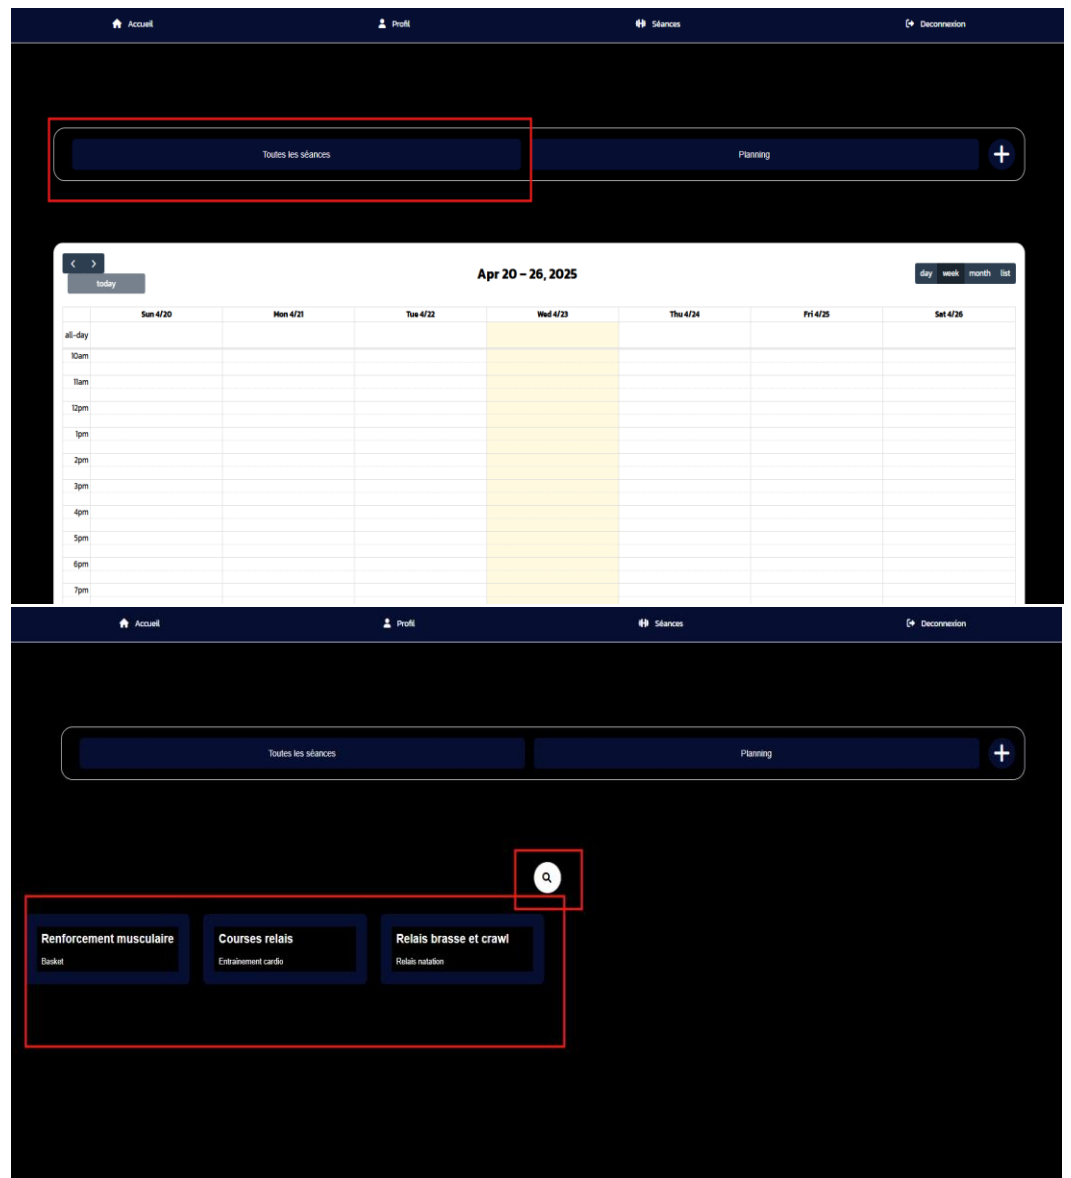 Accueil Profil Séances Deconnexion
Toutes les séances Planning
today
Apr 20 – 26, 2025
day week month list
Sun 4/20 Mon 4/21 Tue 4/22 Wed 4/23 Thu 4/24 Fri 4/25 Sat 4/26
all-day
10am
11am
12pm
1pm
2pm
3pm
4pm
5pm
6pm
7pm
Accueil Profil Séances Deconnexion
Toutes les séances Planning
Renforcement musculaire
Basket
Courses relais
Entrainement cardio
Relais brasse et crawl
Relais natation